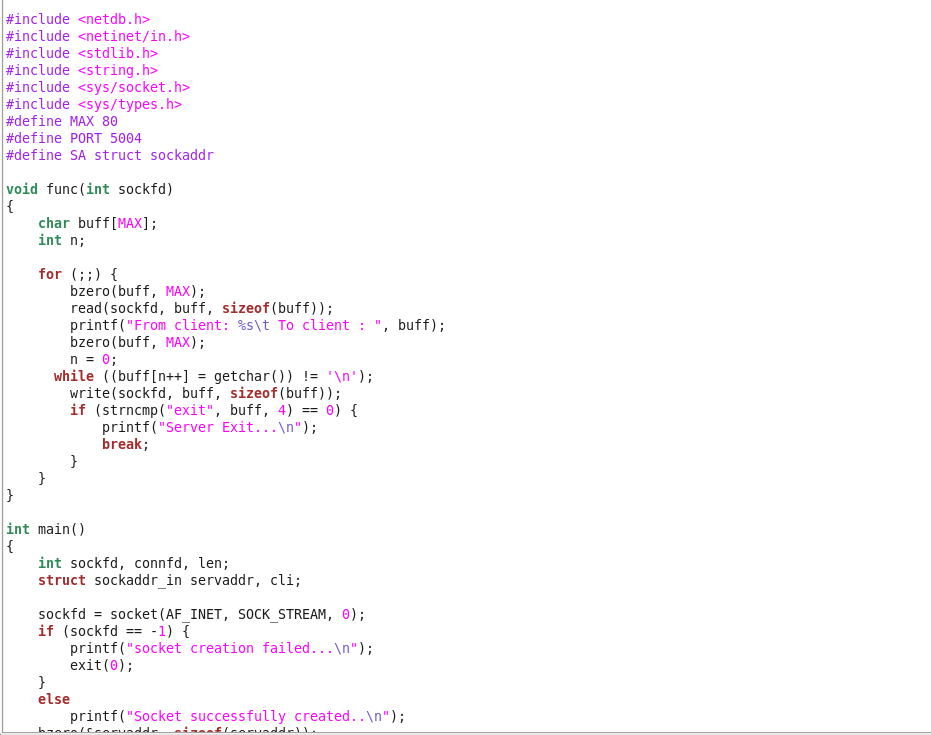 #include <netdb.h>
#include <netinet/in.h>
#include <stdlib.h>
#include <string.h>
#include <sys/socket.h>
#include <sys/types.h>
#define MAX 80
#define PORT 5004
#define SA struct sockaddr

void func(int sockfd)
{
    char buff[MAX];
    int n;

    for (;;) {
        bzero(buff, MAX);
        read(sockfd, buff, sizeof(buff));
        printf("From client: %s\t To client : ", buff);
        bzero(buff, MAX);
        n = 0;
      while ((buff[n++] = getchar()) != '\n');
        write(sockfd, buff, sizeof(buff));
        if (strncmp("exit", buff, 4) == 0) {
            printf("Server Exit...\n");
            break;
        }
    }
}

int main()
{
    int sockfd, connfd, len;
    struct sockaddr_in servaddr, cli;

    sockfd = socket(AF_INET, SOCK_STREAM, 0);
    if (sockfd == -1) {
        printf("socket creation failed...\n");
        exit(0);
    }
    else
        printf("Socket successfully created..\n");
    bzero(&servaddr, sizeof(servaddr));